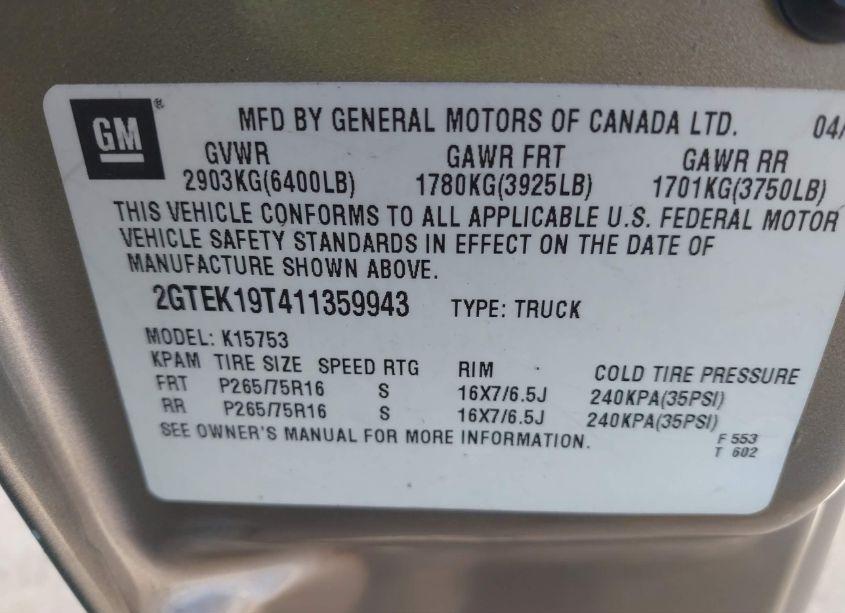 GM ®
MFD BY GENERAL MOTORS OF CANADA LTD. 04/
GVWR GAWR FRT GAWR RR
2903KG(6400LB) 1780KG(3925LB) 1701KG(3750LB)
THIS VEHICLE CONFORMS TO ALL APPLICABLE U.S. FEDERAL MOTOR
VEHICLE SAFETY STANDARDS IN EFFECT ON THE DATE OF
MANUFACTURE SHOWN ABOVE.
2GTEK19T411359943 TYPE: TRUCK
MODEL: K15753
KPAM TIRE SIZE SPEED RTG RIM COLD TIRE PRESSURE
FRT P265/75R16 S 16X7/6.5J 240KPA(35PSI)
RR P265/75R16 S 16X7/6.5J 240KPA(35PSI)
SEE OWNER'S MANUAL FOR MORE INFORMATION.
F 553
T 602